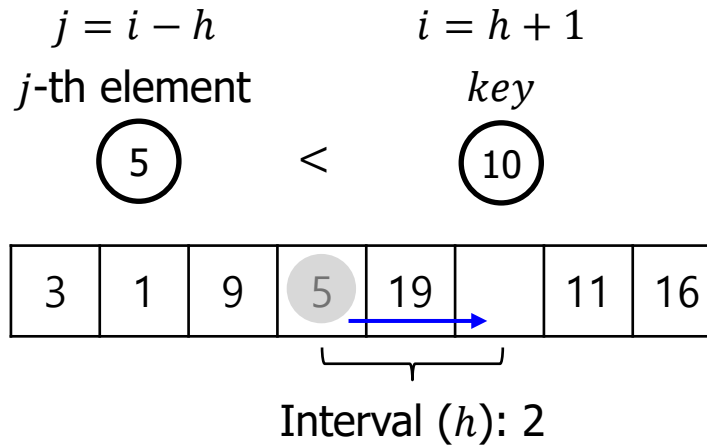 j = i − h
i = h + 1
j-th element
key
5 < 10
3 1 9 5 19 11 16
Interval (h): 2